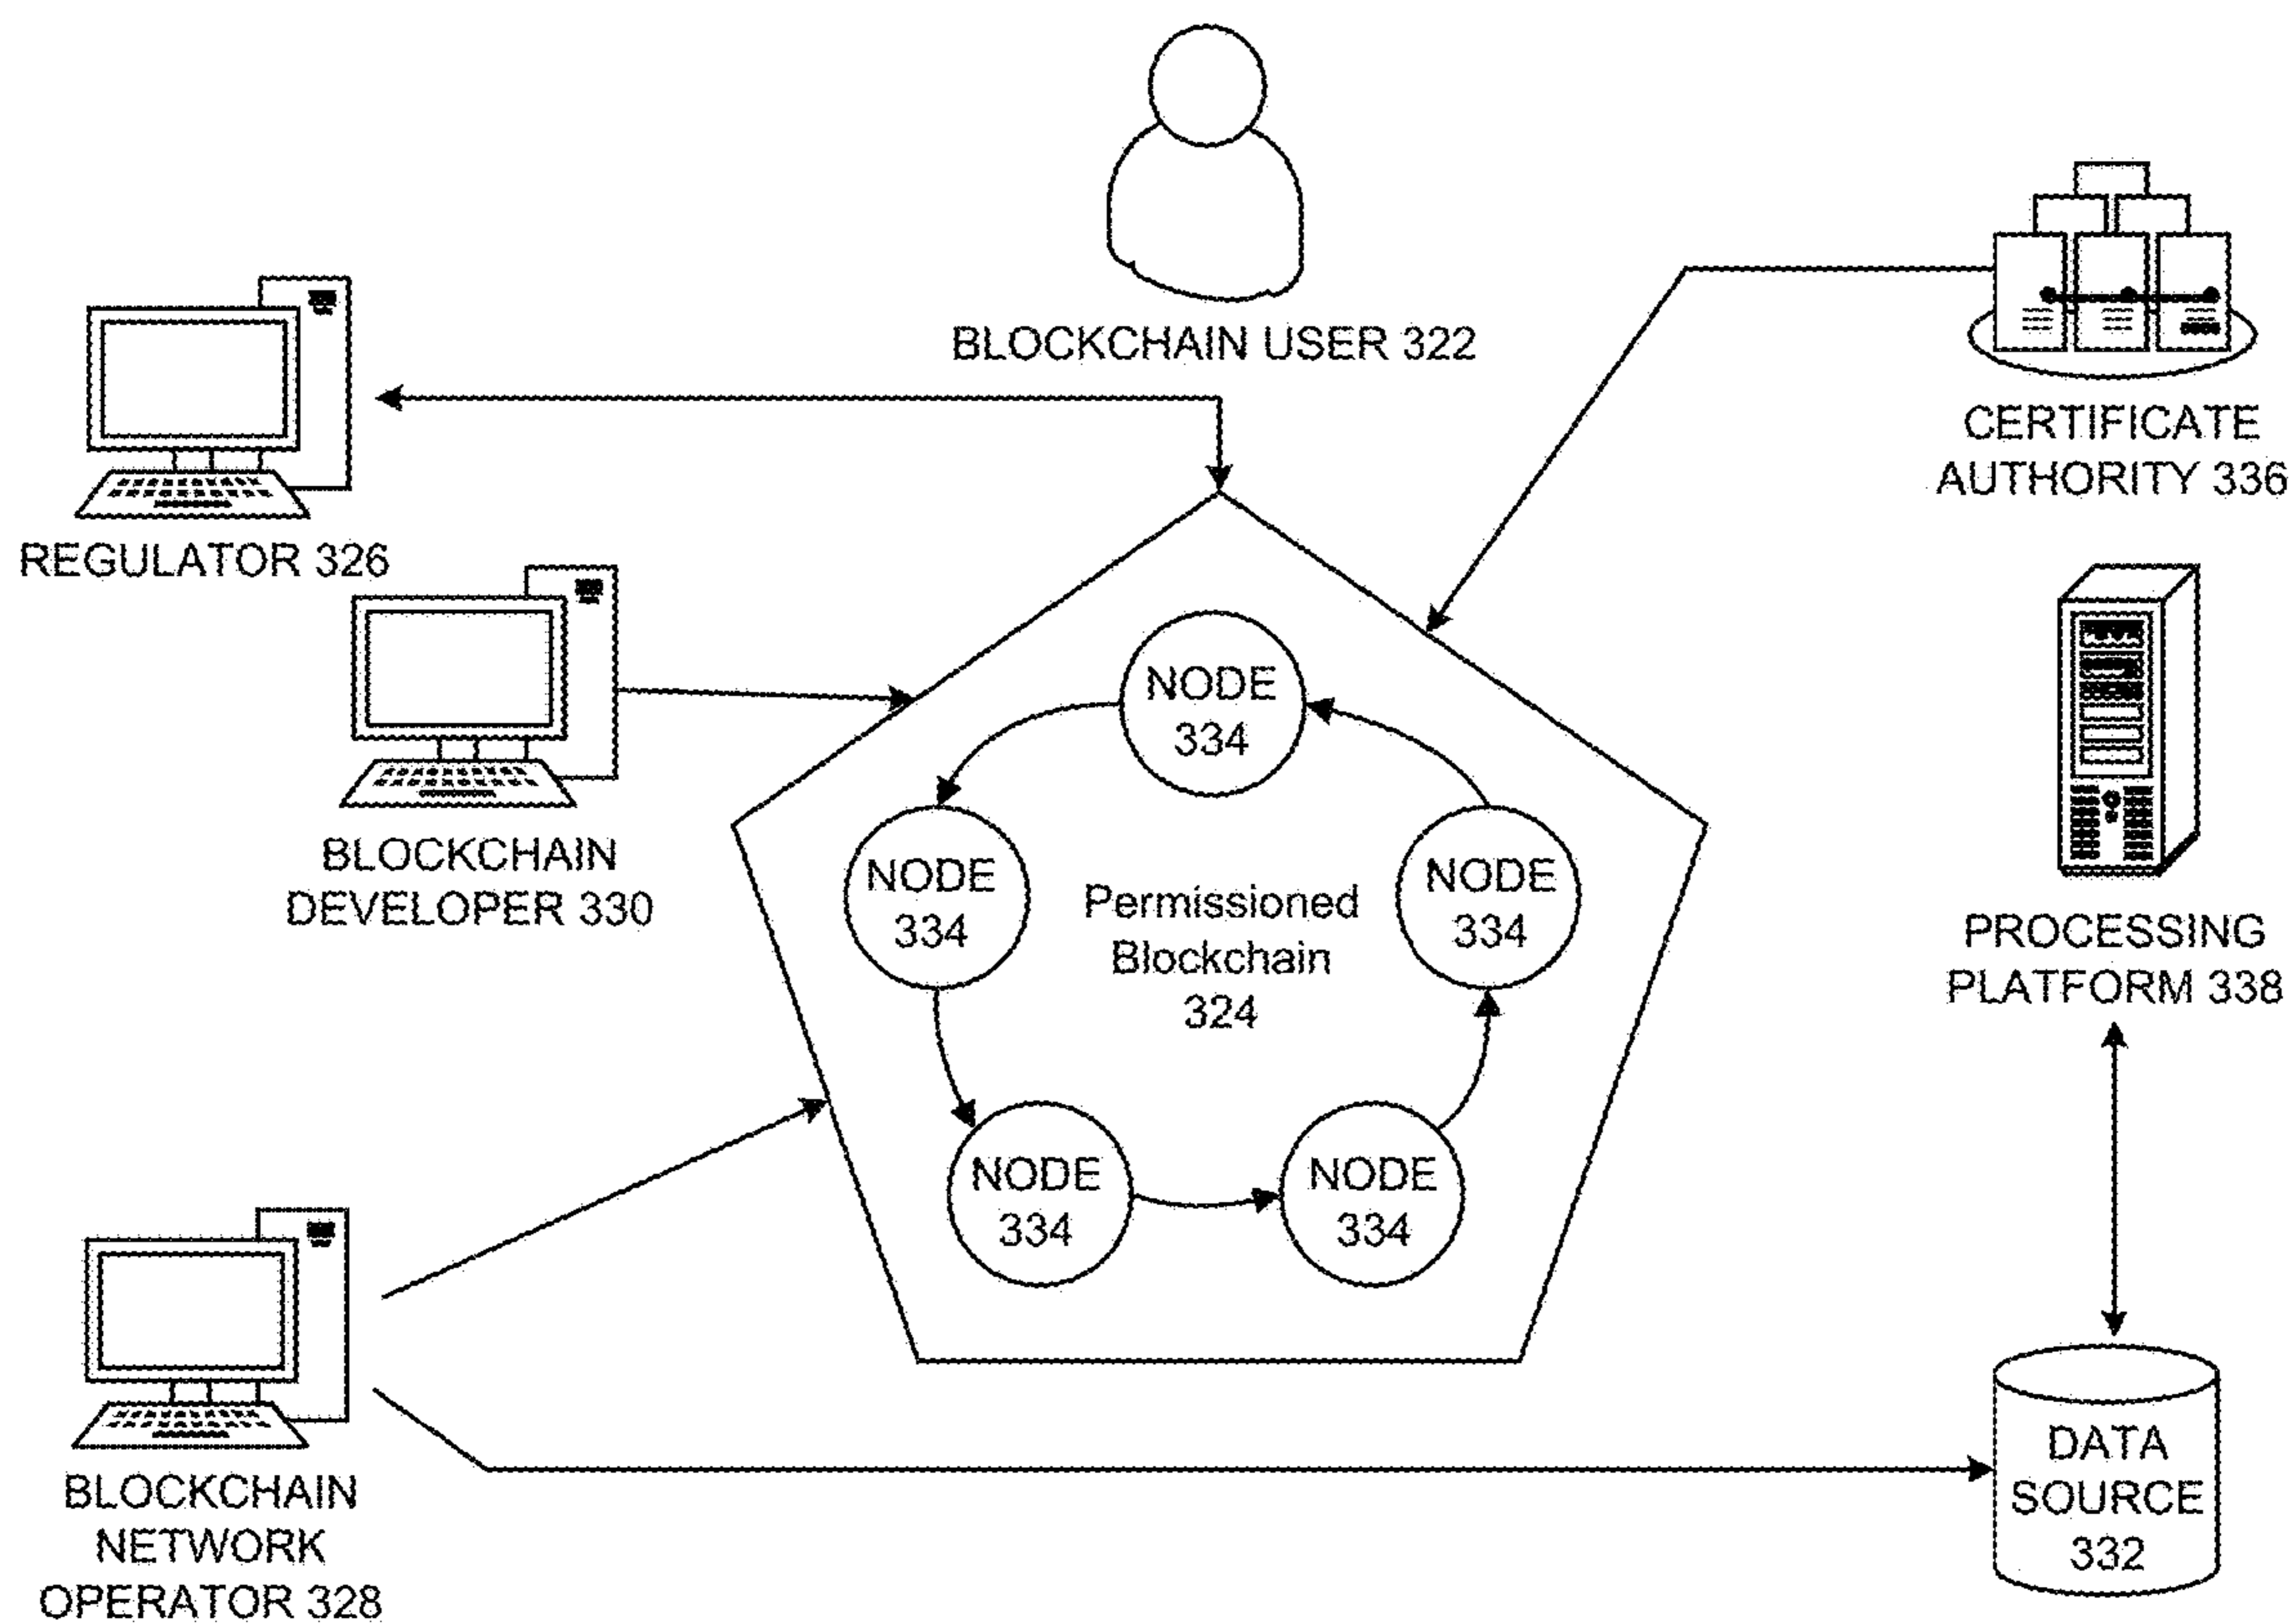 BLOCKCHAIN USER 322
CERTIFICATE
AUTHORITY 336
REGULATOR 326
BLOCKCHAIN
DEVELOPER 330
NODE
334
NODE
334
Permissioned
Blockchain
324
NODE
334
PROCESSING
PLATFORM 338
NODE
334
NODE
334
BLOCKCHAIN
NETWORK
OPERATOR 328
DATA
SOURCE
332